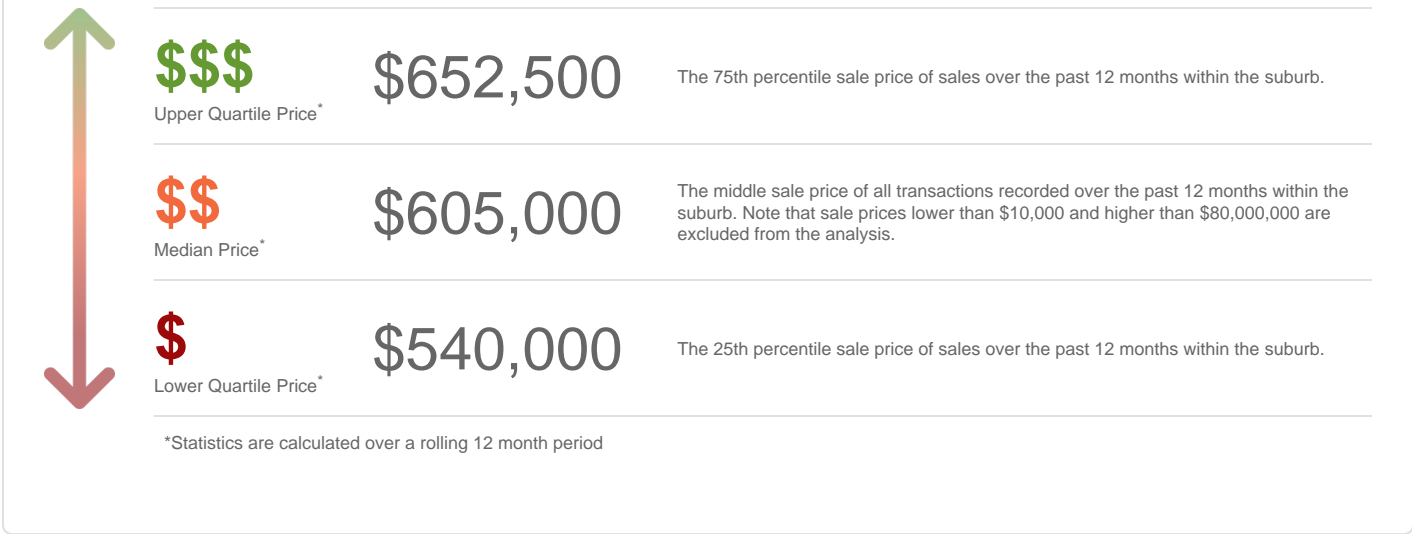 $$$
Upper Quartile Price*
$652,500
The 75th percentile sale price of sales over the past 12 months within the suburb.
$$
Median Price*
$605,000
The middle sale price of all transactions recorded over the past 12 months within the
suburb. Note that sale prices lower than $10,000 and higher than $80,000,000 are
excluded from the analysis.
$
Lower Quartile Price*
$540,000
The 25th percentile sale price of sales over the past 12 months within the suburb.
*Statistics are calculated over a rolling 12 month period